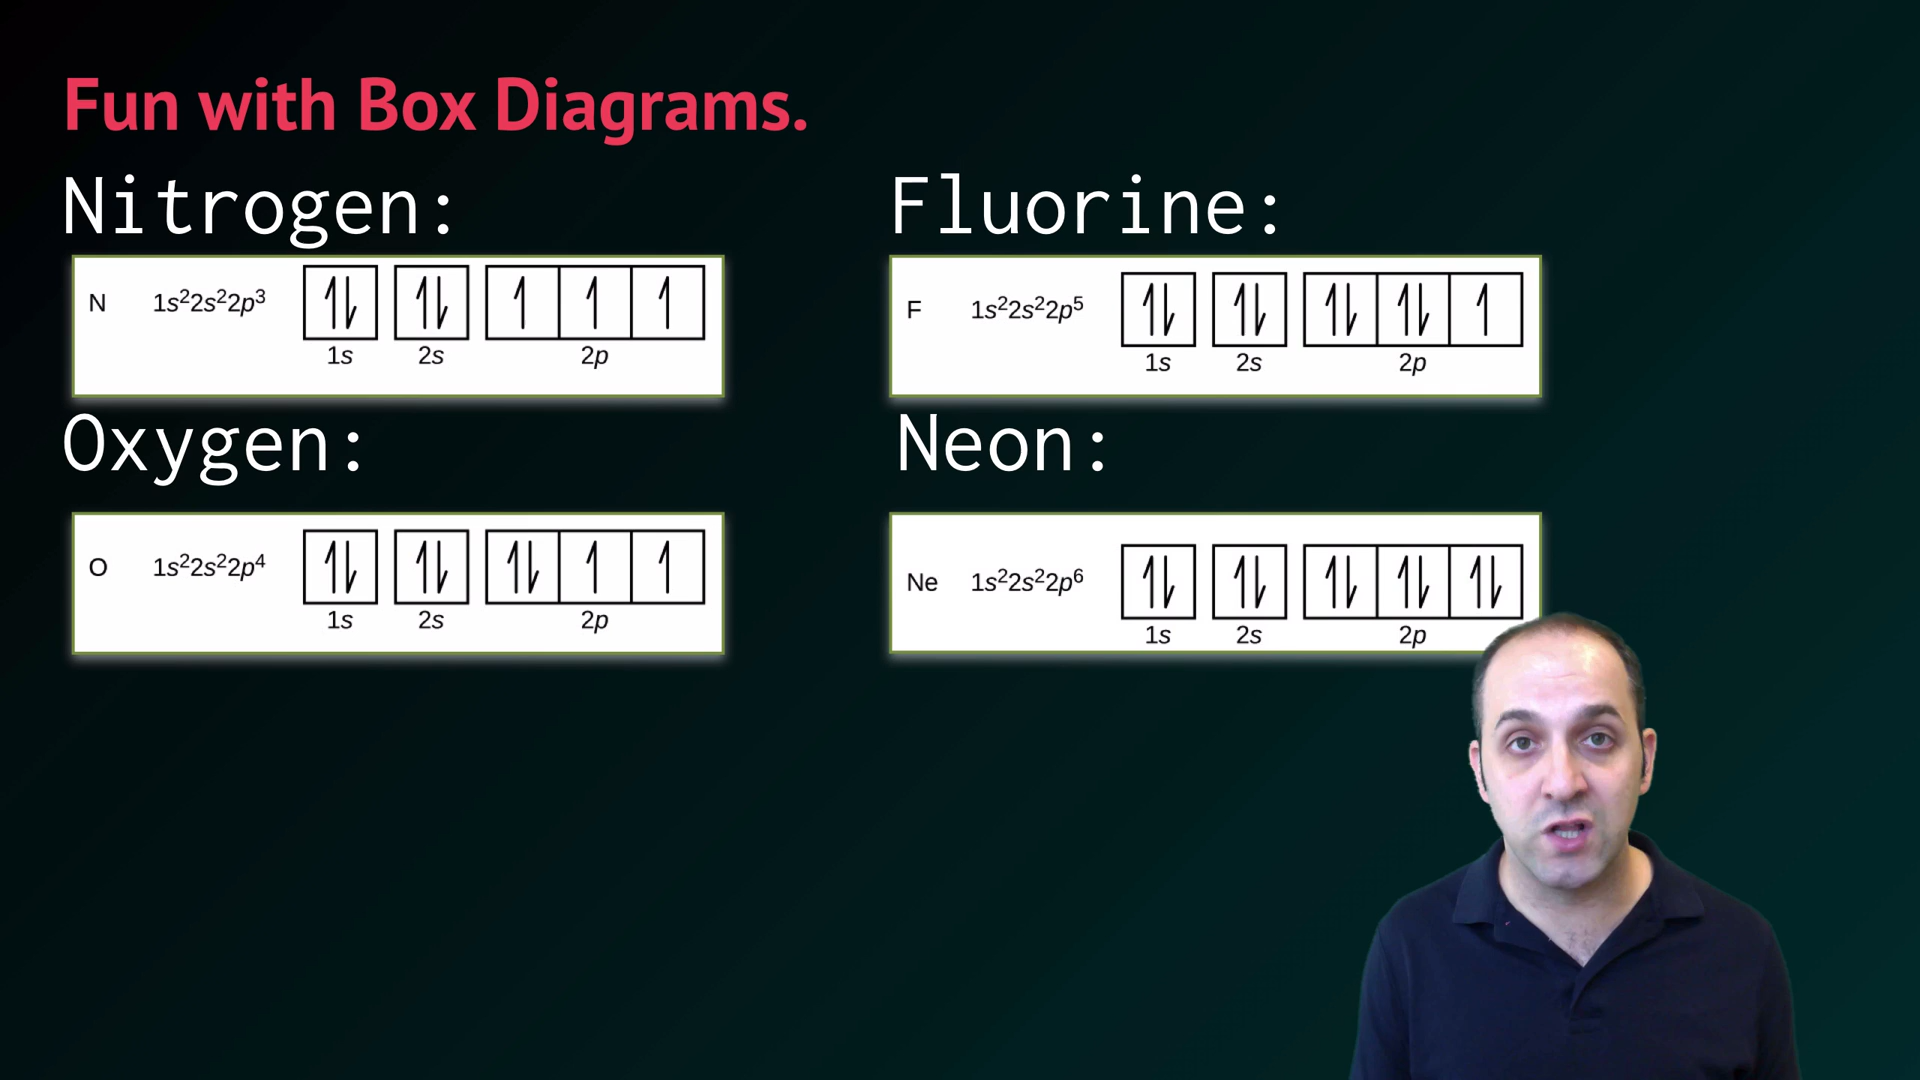 Fun with Box Diagrams.
Nitrogen:
N 1s²2s²2p³
1s 2s 2p
Oxygen:
O 1s²2s²2p⁴
1s 2s 2p
Fluorine:
F 1s²2s²2p⁵
1s 2s 2p
Neon:
Ne 1s²2s²2p⁶
1s 2s 2p